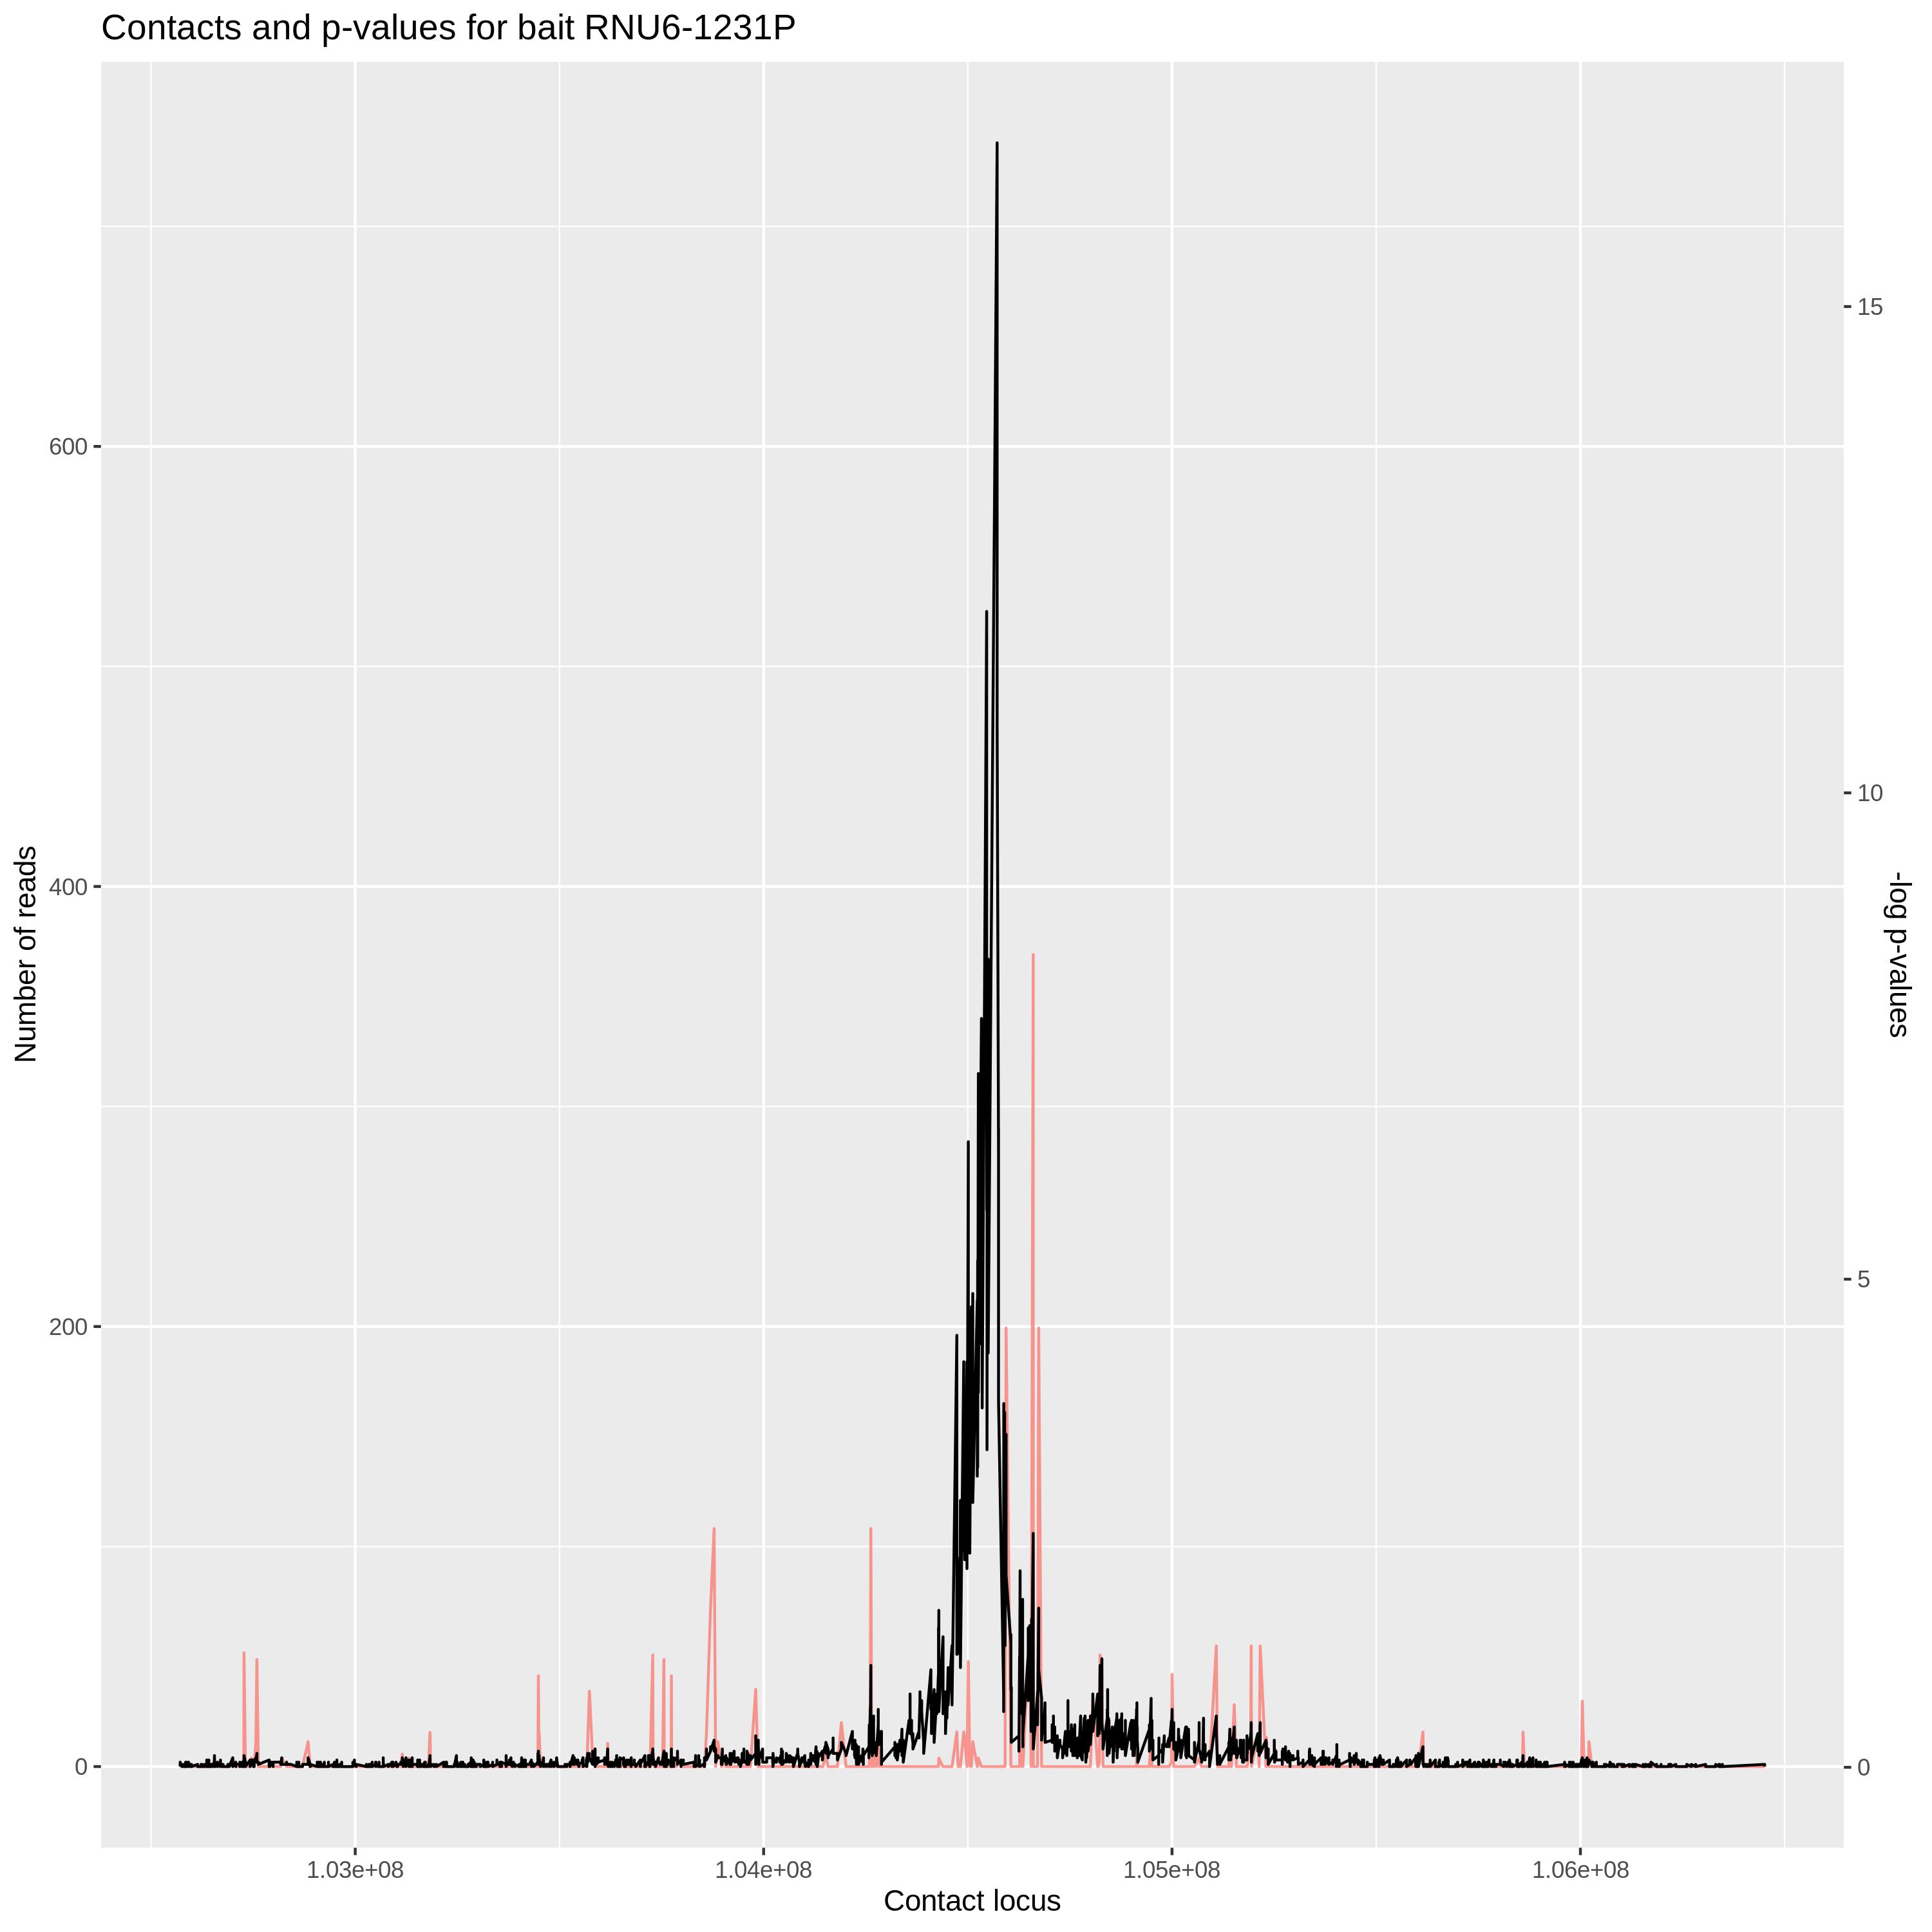 Contacts and p-values for bait RNU6-1231P
600
400
200
0
15
10
5
0
Number of reads
-log p-values
1.03e+08
1.04e+08
1.05e+08
1.06e+08
Contact locus